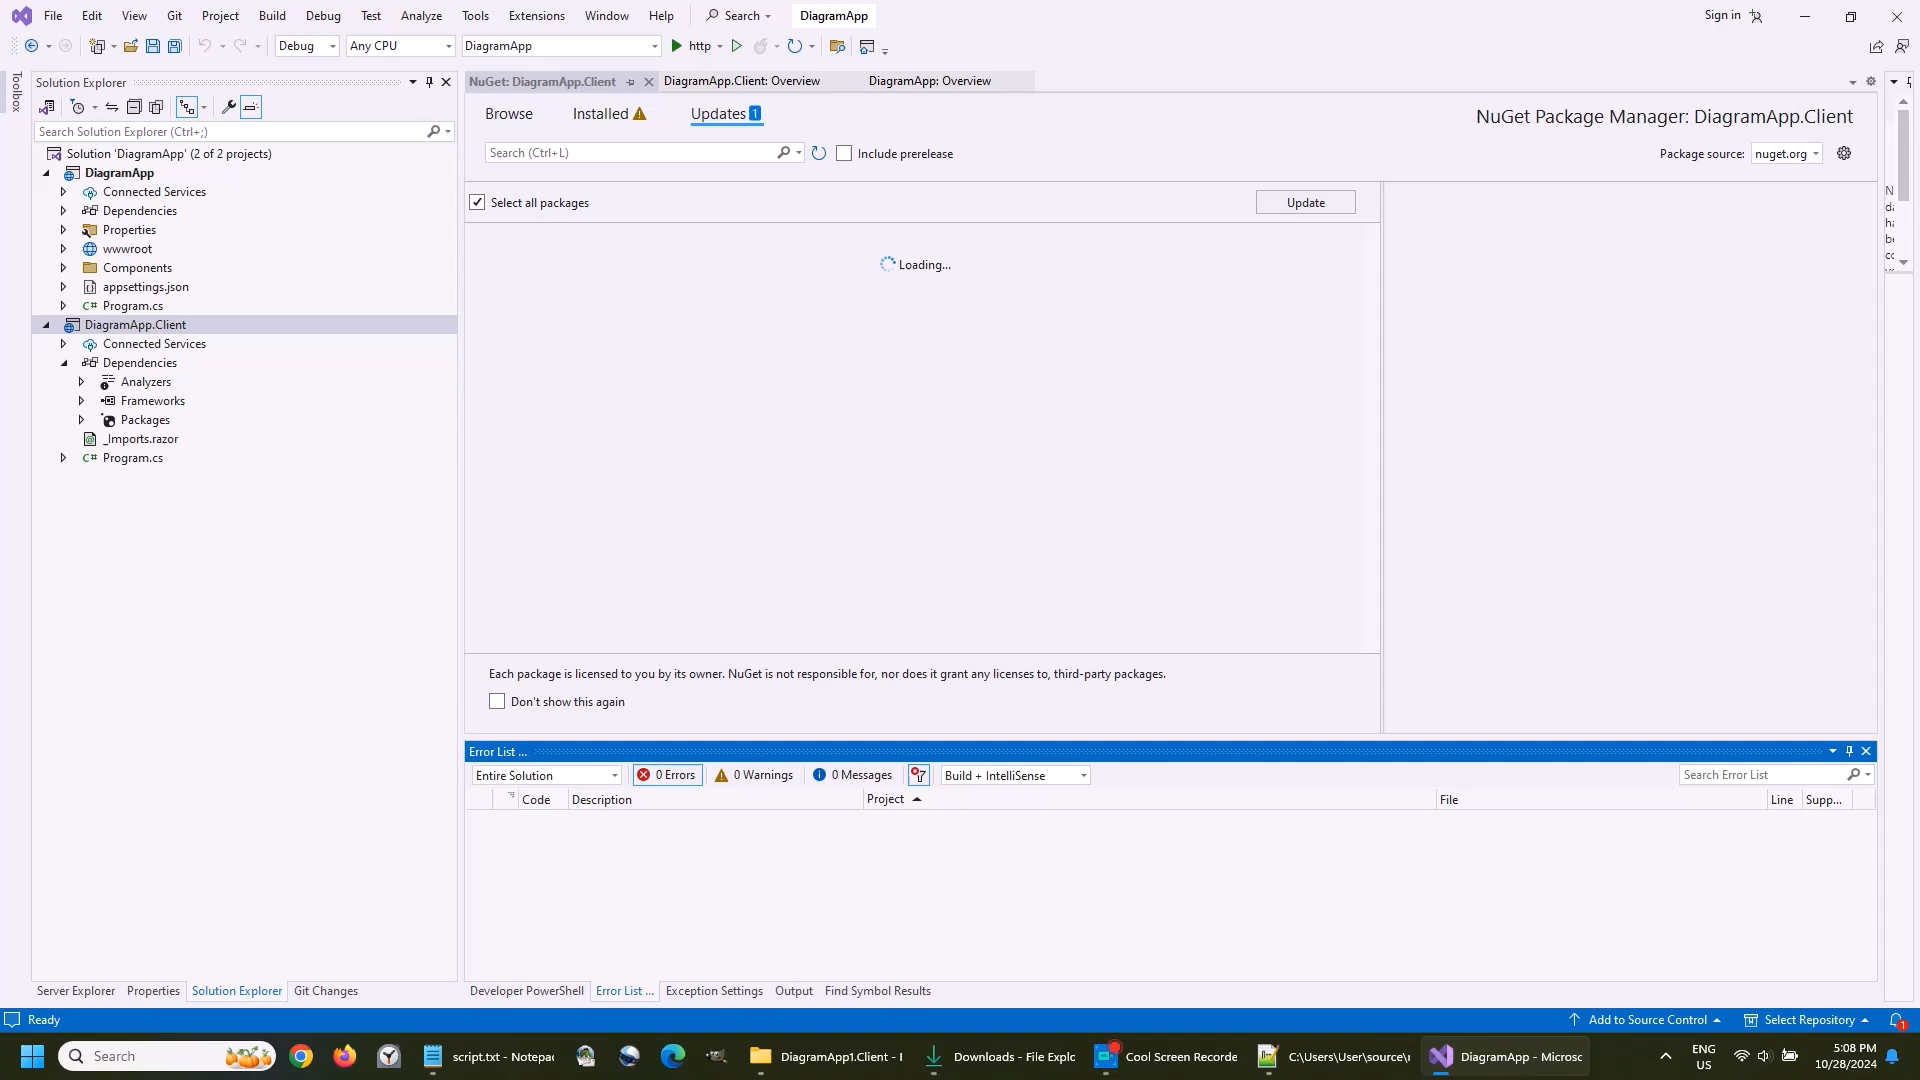 File Edit View Git Project Build Debug Test Analyze Tools Extensions Window Help Search DiagramApp Sign in
Debug Any CPU DiagramApp http
Toolbox
Solution Explorer
Search Solution Explorer (Ctrl+;)
Solution 'DiagramApp' (2 of 2 projects)
DiagramApp
Connected Services
Dependencies
Properties
wwwroot
Components
appsettings.json
C# Program.cs
DiagramApp.Client
Connected Services
Dependencies
Analyzers
Frameworks
Packages
_Imports.razor
C# Program.cs
Server Explorer Properties Solution Explorer Git Changes
NuGet: DiagramApp.Client DiagramApp.Client: Overview DiagramApp: Overview
Browse Installed Updates 1
NuGet Package Manager: DiagramApp.Client
Search (Ctrl+L) Include prerelease
Package source: nuget.org
Select all packages Update
Loading...
Each package is licensed to you by its owner. NuGet is not responsible for, nor does it grant any licenses to, third-party packages.
Don't show this again
Error List ...
Entire Solution 0 Errors 0 Warnings 0 Messages Build + IntelliSense Search Error List
Code Description Project File Line Supp...
Developer PowerShell Error List ... Exception Settings Output Find Symbol Results
Ready Add to Source Control Select Repository 1
Search script.txt - Notepad DiagramApp1.Client - F Downloads - File Explo Cool Screen Recorde C:\Users\User\source\r DiagramApp - Microsc
ENG
US
5:08 PM
10/28/2024